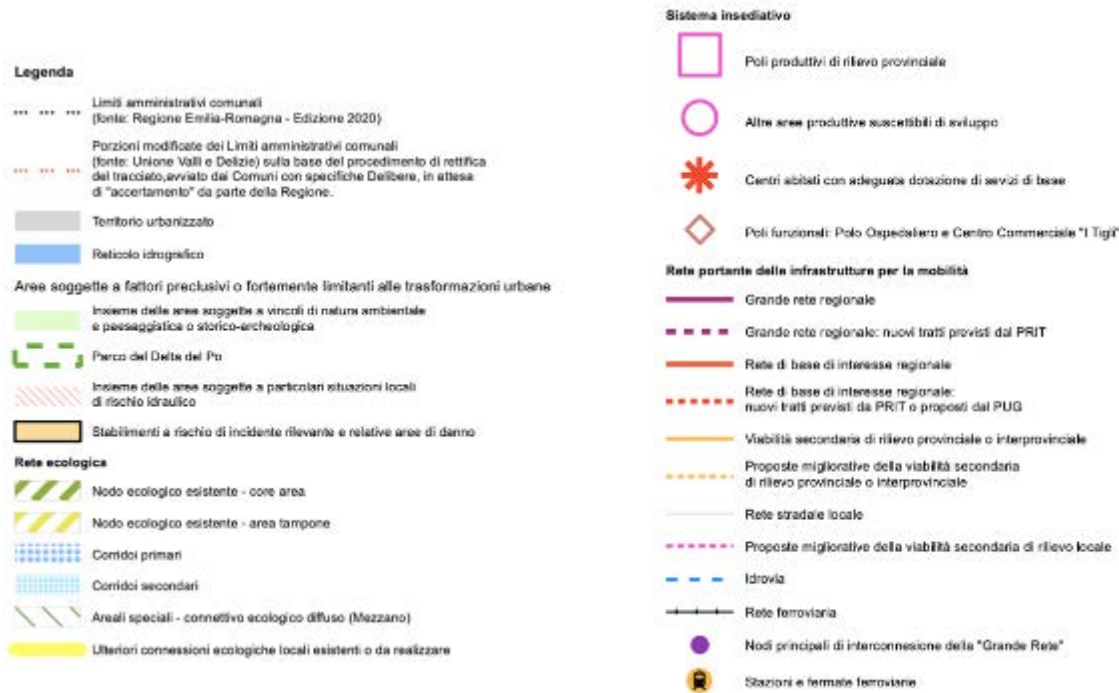 Legenda
Limiti amministrativi comunali
(fonte: Regione Emilia-Romagna - Edizione 2020)
Porzioni modificate dei Limiti amministrativi comunali
(fonte: Unione Valli e Delizie) sulla base del procedimento di rettifica
del tracciato,avviato dai Comuni con specifiche Delibere, in attesa
di "accertamento" da parte della Regione.
Territorio urbanizzato
Reticolo idrografico
Aree soggette a fattori preclusivi o fortemente limitanti alle trasformazioni urbane
Insieme delle aree soggette a vincoli di natura ambientale
e paesaggistica o storico-archeologica
Parco del Delta del Po
Insieme delle aree soggette a particolari situazioni locali
di rischio idraulico
Stabilimenti a rischio di incidente rilevante e relative aree di danno
Rete ecologica
Nodo ecologico esistente - core area
Nodo ecologico esistente - area tampone
Corridoi primari
Corridoi secondari
Areali speciali - connettivo ecologico diffuso (Mezzano)
Ulteriori connessioni ecologiche locali esistenti o da realizzare
Sistema insediativo
Poli produttivi di rilievo provinciale
Altre aree produttive suscettibili di sviluppo
Centri abitati con adeguata dotazione di sevizi di base
Poli funzionali: Polo Ospedaliero e Centro Commerciale "I Tigli"
Rete portante delle infrastrutture per la mobilità
Grande rete regionale
Grande rete regionale: nuovi tratti previsti dal PRIT
Rete di base di interesse regionale
Rete di base di interesse regionale:
nuovi tratti previsti da PRIT o proposti dal PUG
Viabilità secondaria di rilievo provinciale o interprovinciale
Proposte migliorative della viabilità secondaria
di rilievo provinciale o interprovinciale
Rete stradale locale
Proposte migliorative della viabilità secondaria di rilievo locale
Idrovia
Rete ferroviaria
Nodi principali di interconnesione della "Grande Rete"
Stazioni e fermate ferroviarie